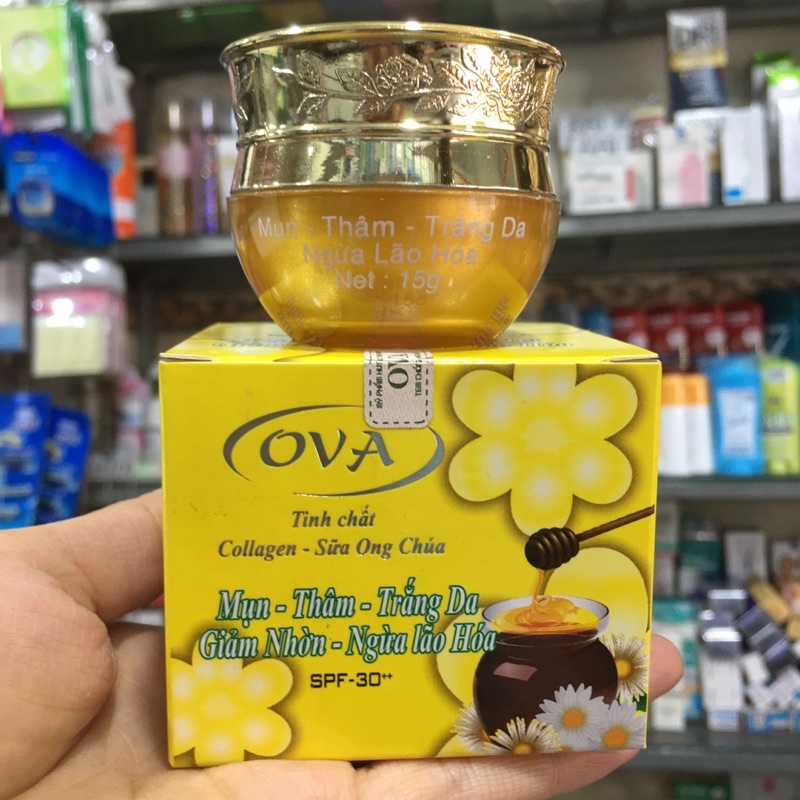 Mụn - Thâm - Trắng Da
Ngừa Lão Hóa
Net : 15g
OVA
Tinh chất
Collagen - Sữa Ong Chúa
Mụn - Thâm - Trắng Da
Giảm Nhờn - Ngừa lão Hóa
SPF-30++